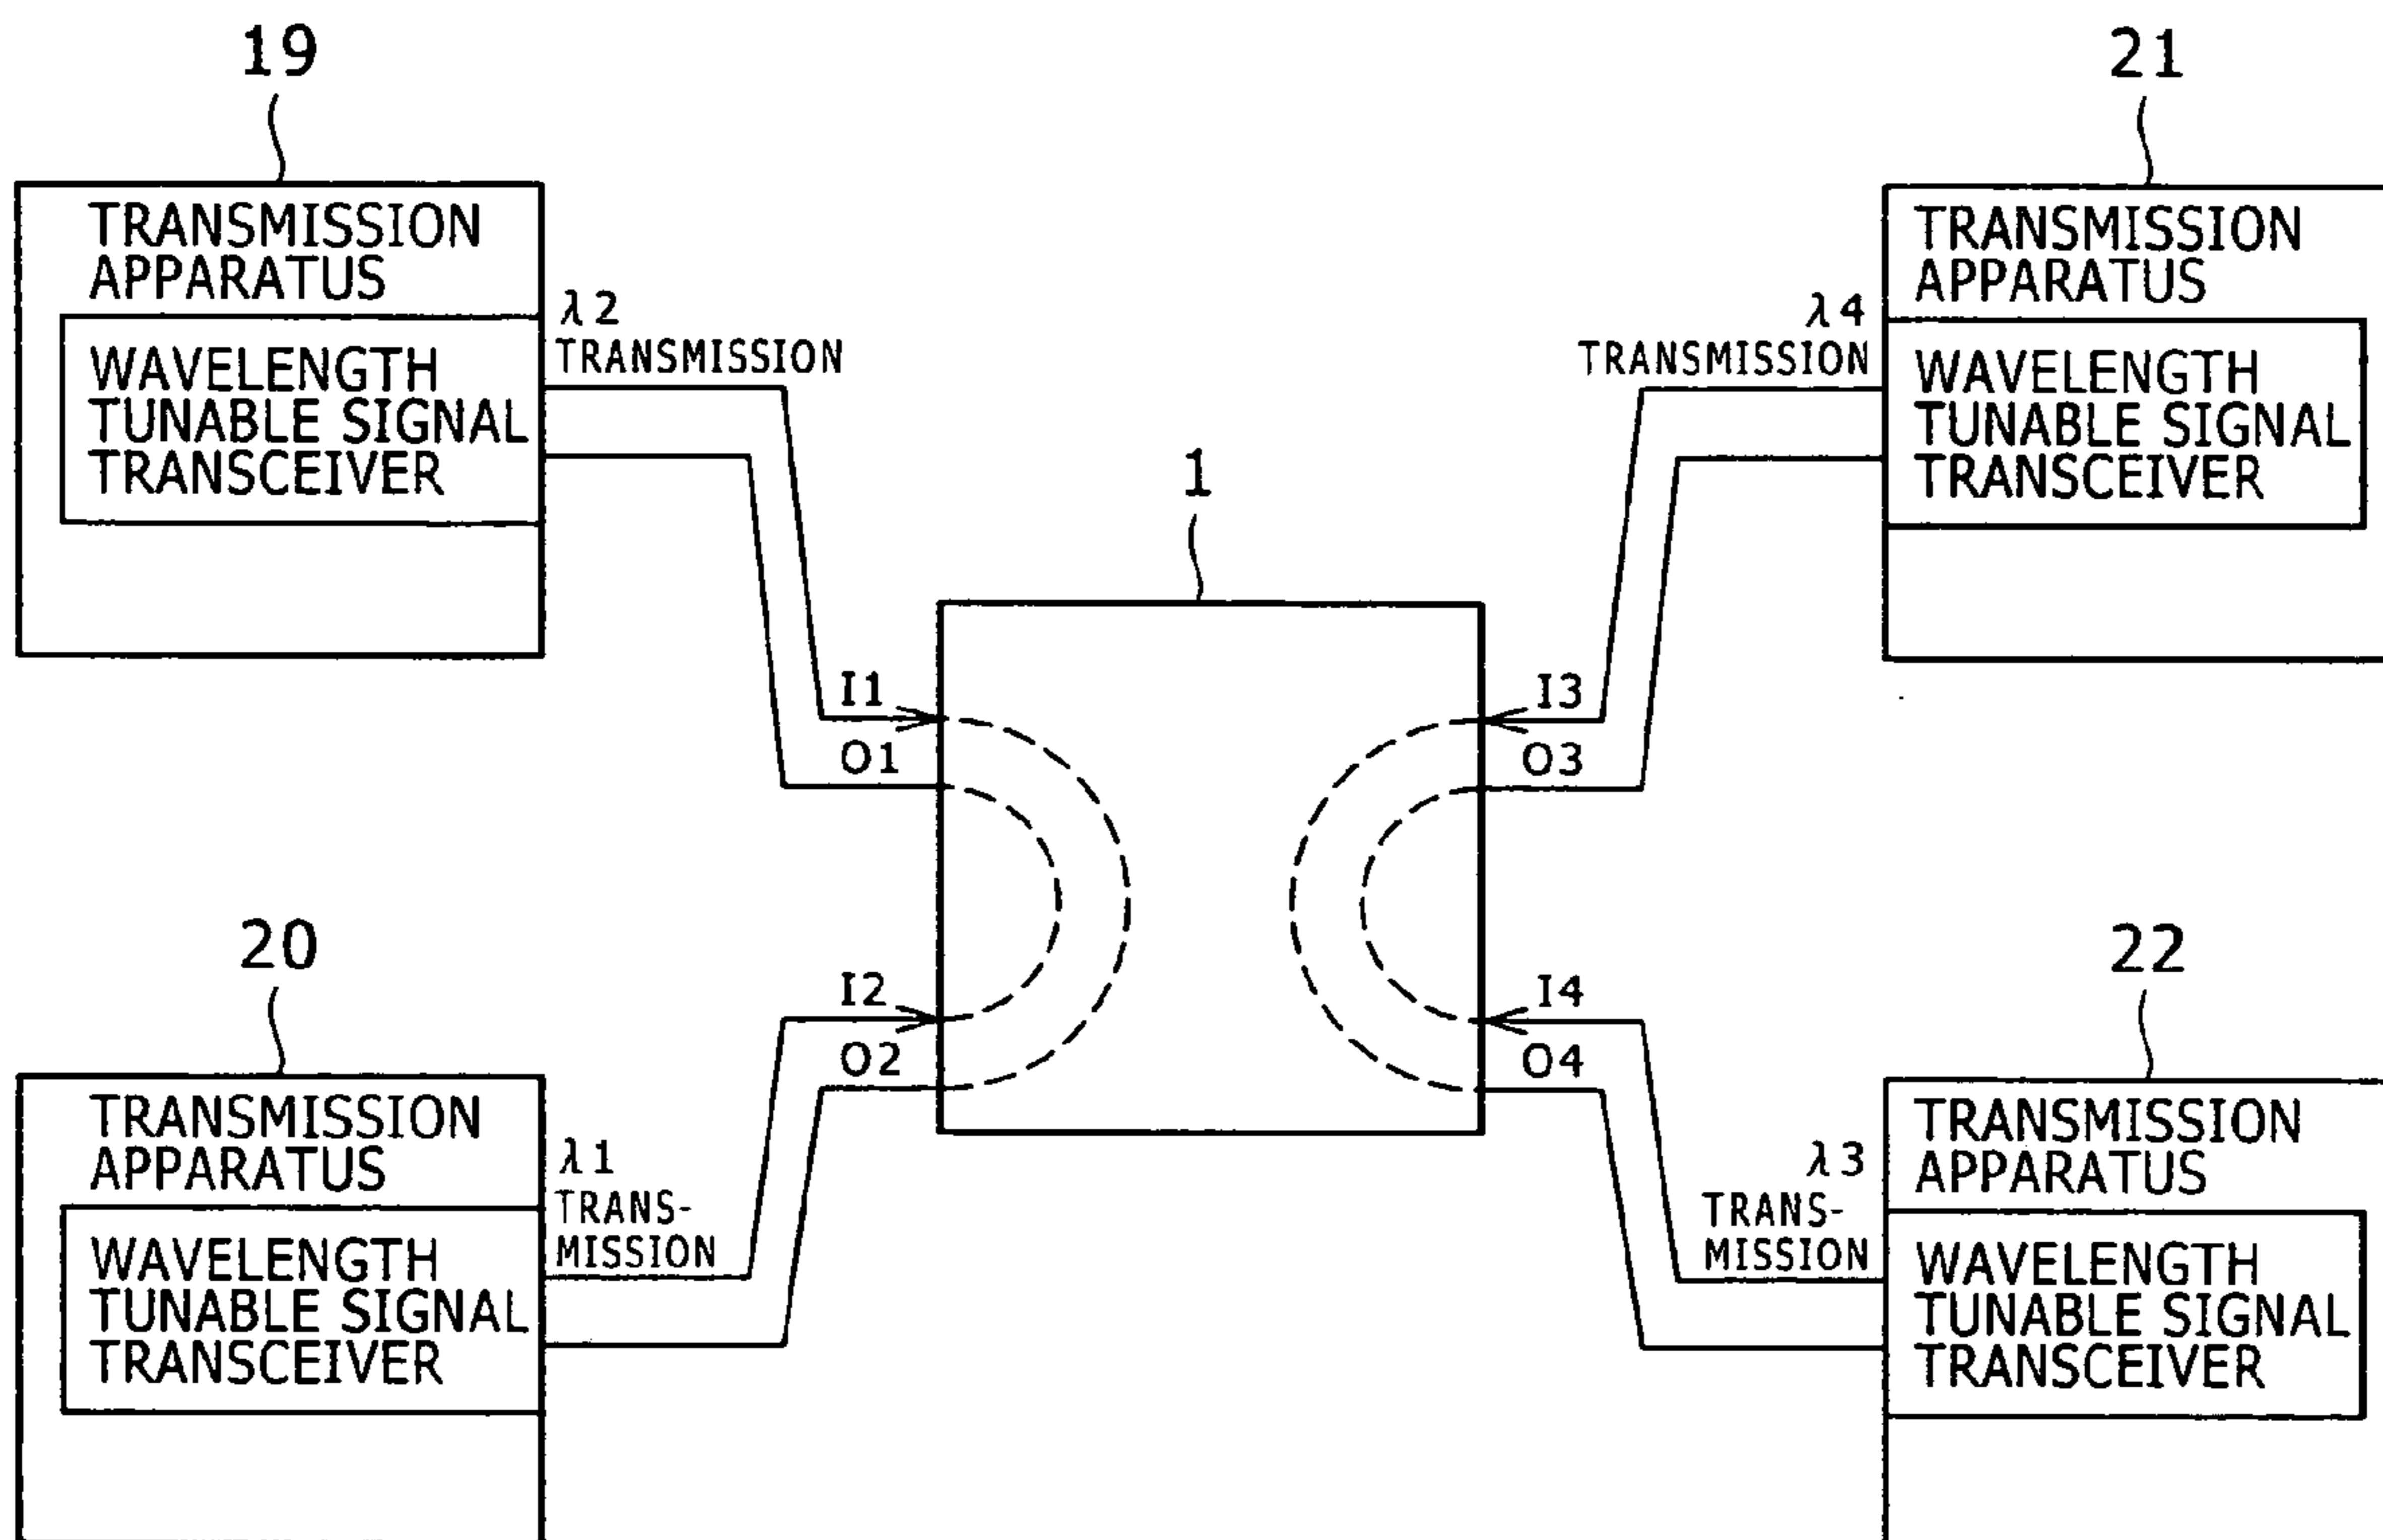 19
TRANSMISSION
APPARATUS
WAVELENGTH
TUNABLE SIGNAL
TRANSCEIVER
λ2
TRANSMISSION
21
TRANSMISSION
APPARATUS
WAVELENGTH
TUNABLE SIGNAL
TRANSCEIVER
λ4
TRANSMISSION
1
I1
O1
I3
O3
I2
O2
I4
O4
20
TRANSMISSION
APPARATUS
WAVELENGTH
TUNABLE SIGNAL
TRANSCEIVER
λ1
TRANS-
MISSION
22
TRANSMISSION
APPARATUS
WAVELENGTH
TUNABLE SIGNAL
TRANSCEIVER
λ3
TRANS-
MISSION